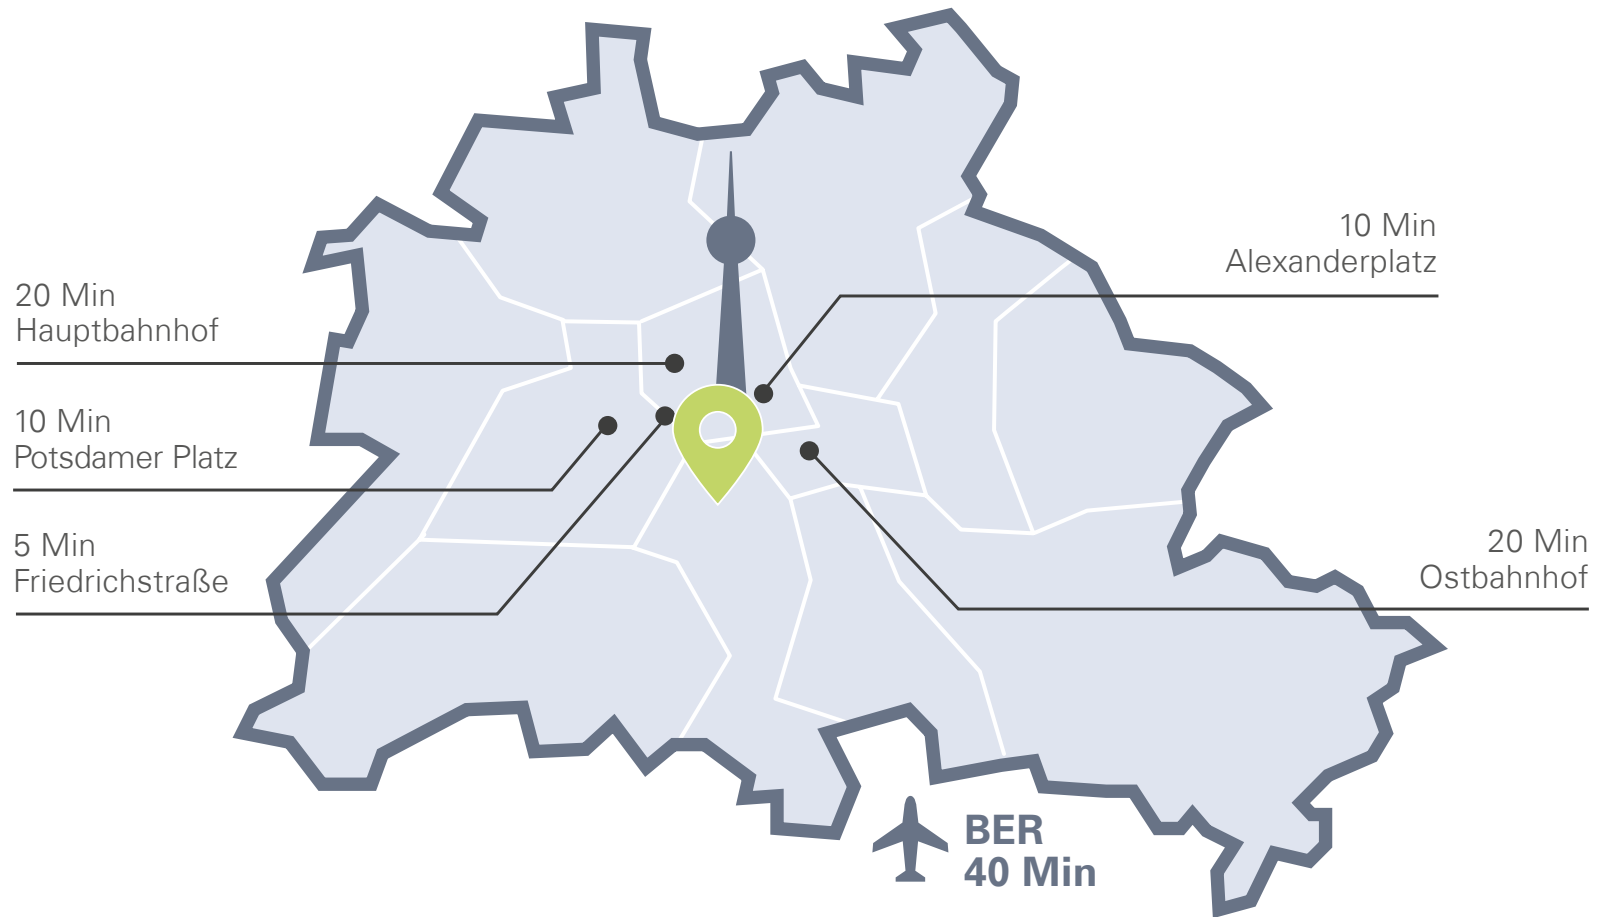 10 Min
Alexanderplatz
20 Min
Hauptbahnhof
10 Min
Potsdamer Platz
5 Min
Friedrichstraße
20 Min
Ostbahnhof
BER
40 Min